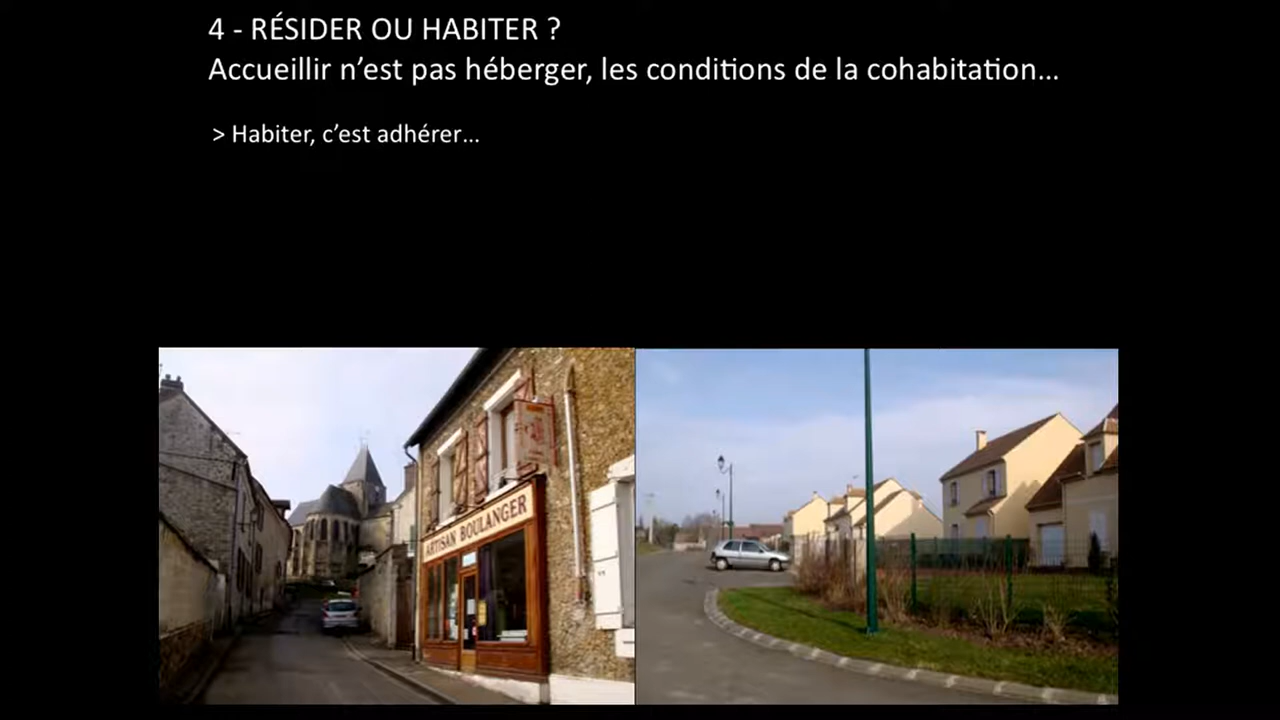 4 - RÉSIDER OU HABITER ?
Accueillir n’est pas héberger, les conditions de la cohabitation...
> Habiter, c’est adhérer...
ARTISAN BOULANGER